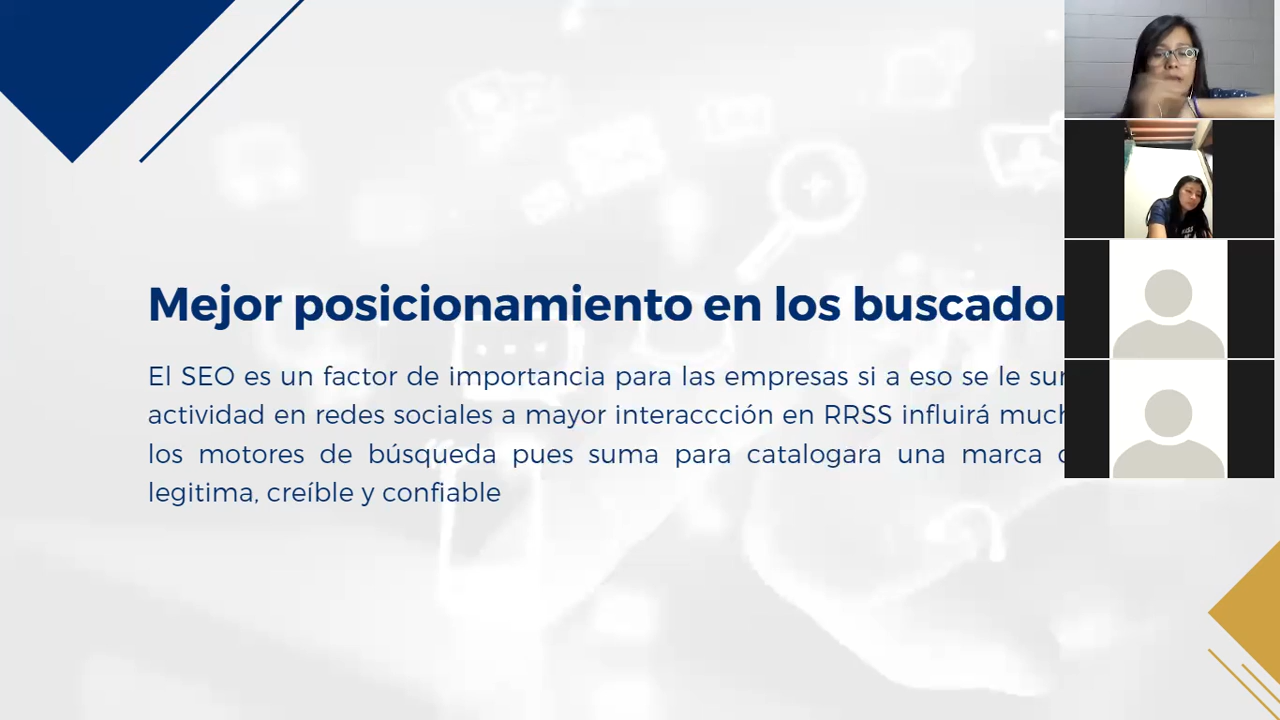 Mejor posicionamiento en los buscador
El SEO es un factor de importancia para las empresas si a eso se le
actividad en redes sociales a mayor interaccción en RRSS influirá
los motores de búsqueda pues suma para catalogara una marca
legitima, creíble y confiable